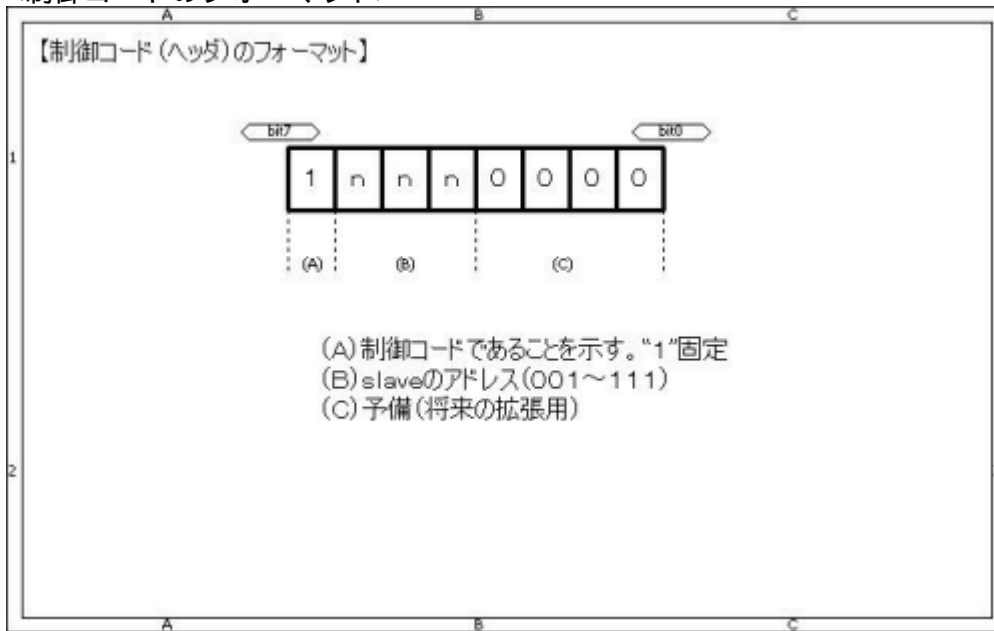 A B C
【制御コード(ヘッダ)のフォーマット】
bit7 bit0
1
1 n n n 0 0 0 0
(A) (B) (C)
(A)制御コードであることを示す。“1”固定
(B)slaveのアドレス(001～111)
(C)予備(将来の拡張用)
2
A B C